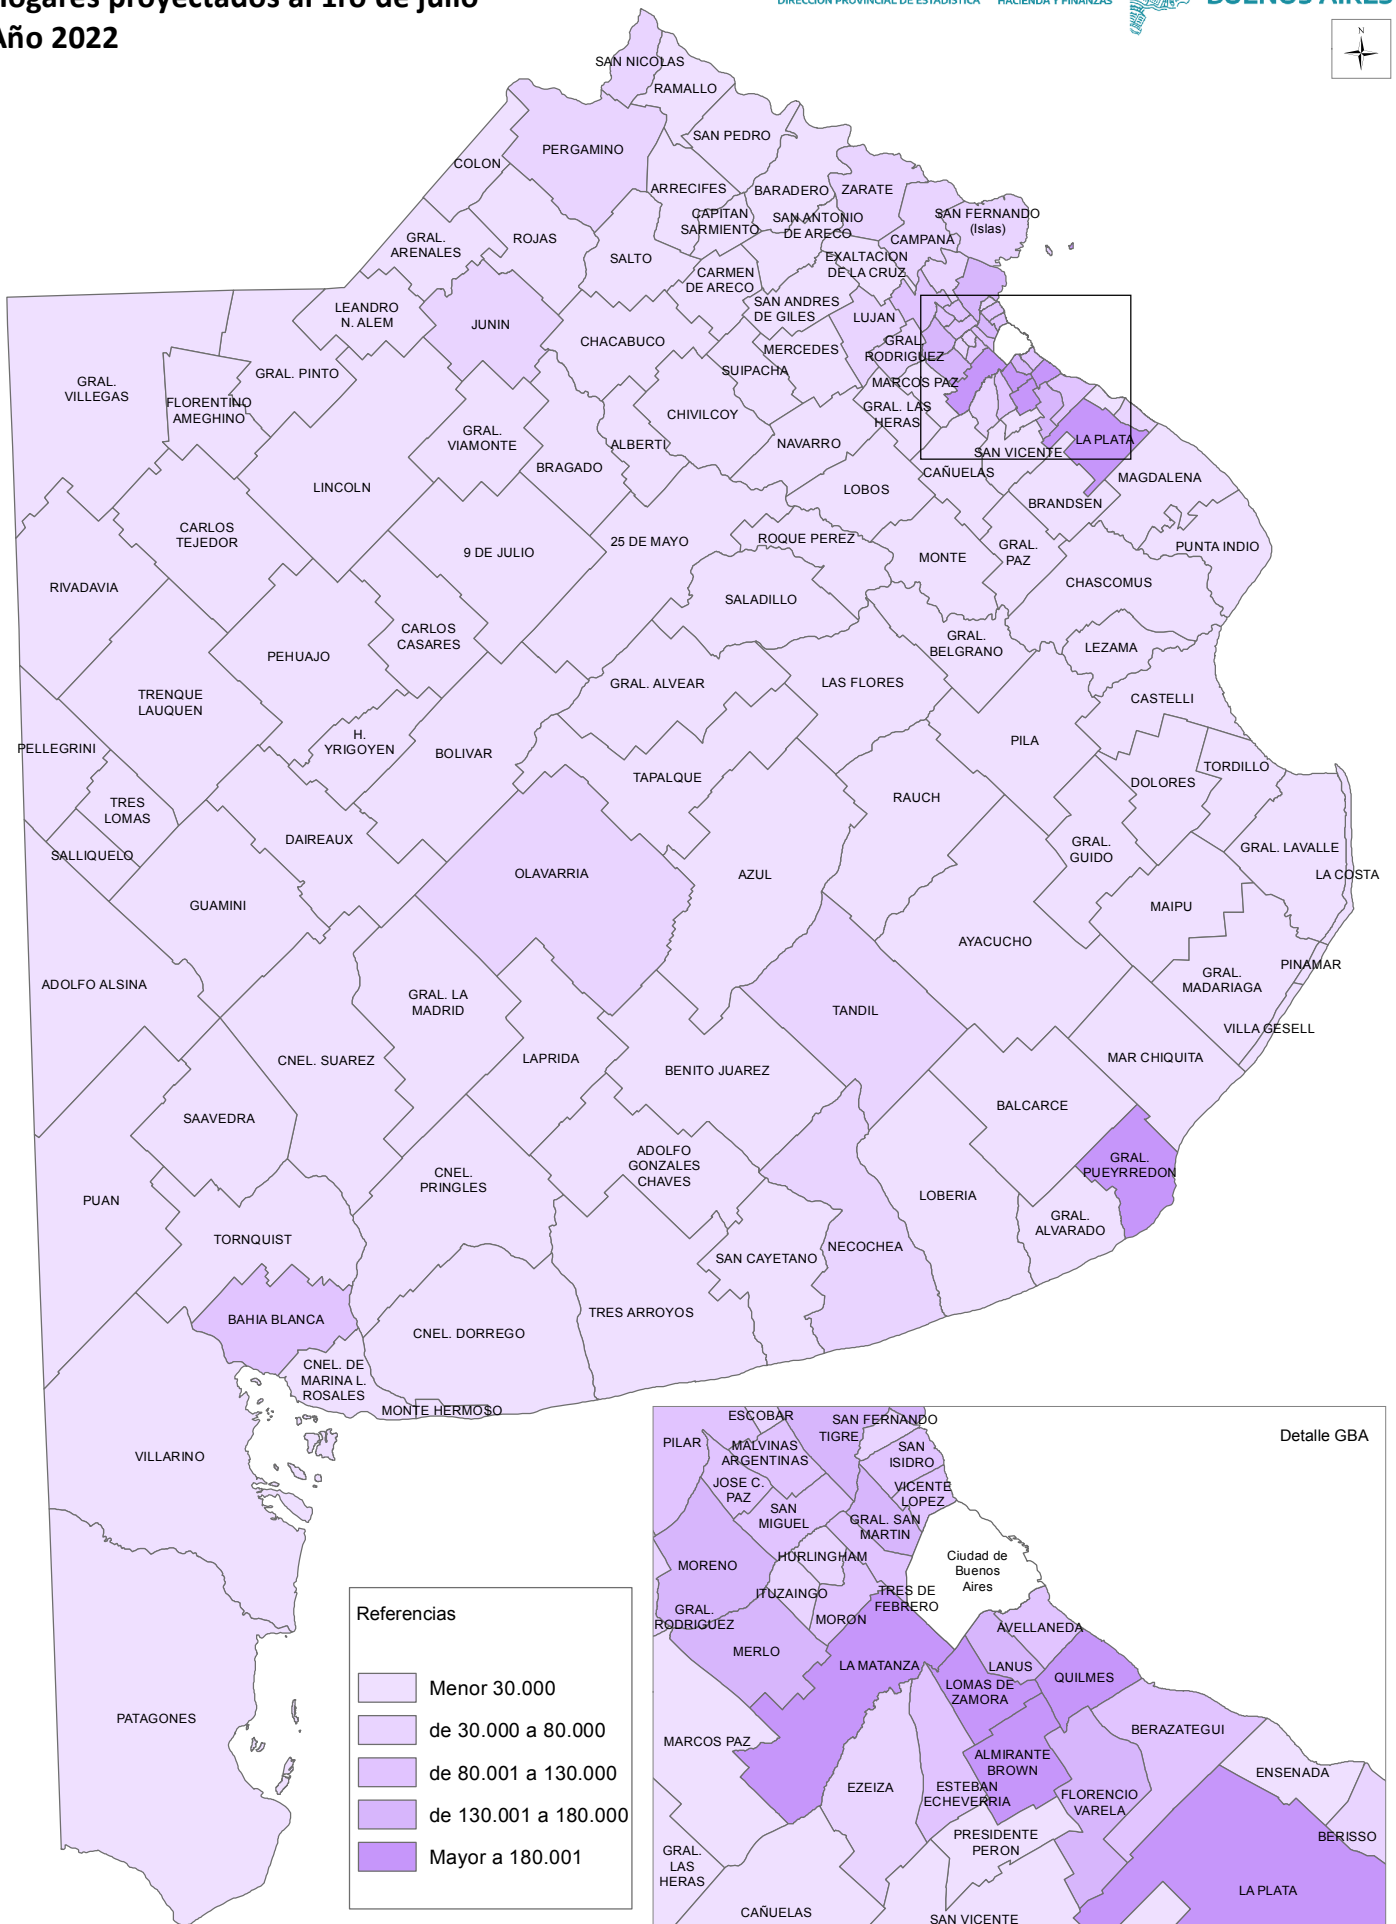 hogares proyectados al 1ro de julio
Año 2022
DIRECCIÓN PROVINCIAL DE ESTADÍSTICA
HACIENDA Y FINANZAS
BUENOS AIRES
N
SAN NICOLAS
RAMALLO
SAN PEDRO
PERGAMINO
COLON
ARRECIFES
BARADERO
ZARATE
CAPITAN
SARMIENTO
SAN ANTONIO
DE ARECO
SAN FERNANDO
(Islas)
CAMPANA
GRAL.
ARENALES
ROJAS
SALTO
EXALTACION
DE LA CRUZ
CARMEN
DE ARECO
SAN ANDRES
DE GILES
LEANDRO
N. ALEM
JUNIN
LUJAN
CHACABUCO
MERCEDES
GRAL.
RODRIGUEZ
SUIPACHA
MARCOS PAZ
GRAL.
VILLEGAS
GRAL. PINTO
FLORENTINO
AMEGHINO
CHIVILCOY
GRAL. LAS
HERAS
GRAL.
VIAMONTE
ALBERTI
NAVARRO
LA PLATA
SAN VICENTE
BRAGADO
CAÑUELAS
MAGDALENA
LINCOLN
LOBOS
BRANDSEN
CARLOS
TEJEDOR
9 DE JULIO
25 DE MAYO
ROQUE PEREZ
MONTE
GRAL.
PAZ
PUNTA INDIO
RIVADAVIA
CHASCOMUS
SALADILLO
CARLOS
CASARES
GRAL.
BELGRANO
LEZAMA
PEHUAJO
TRENQUE
LAUQUEN
GRAL. ALVEAR
LAS FLORES
CASTELLI
PELLEGRINI
H.
YRIGOYEN
BOLIVAR
PILA
TAPALQUE
TORDILLO
DOLORES
RAUCH
TRES
LOMAS
DAIREAUX
SALLIQUELO
GRAL.
GUIDO
GRAL. LAVALLE
OLAVARRIA
AZUL
LA COSTA
GUAMINI
MAIPU
AYACUCHO
PINAMAR
ADOLFO ALSINA
GRAL.
MADARIAGA
GRAL. LA
MADRID
TANDIL
VILLA GESELL
CNEL. SUAREZ
LAPRIDA
MAR CHIQUITA
BENITO JUAREZ
BALCARCE
SAAVEDRA
ADOLFO
GONZALES
CHAVES
GRAL.
PUEYRREDON
CNEL.
PRINGLES
PUAN
LOBERIA
GRAL.
ALVARADO
TORNQUIST
NECOCHEA
SAN CAYETANO
BAHIA BLANCA
TRES ARROYOS
CNEL. DORREGO
CNEL. DE
MARINA L.
ROSALES
MONTE HERMOSO
VILLARINO
PATAGONES
Referencias
Menor 30.000
de 30.000 a 80.000
de 80.001 a 130.000
de 130.001 a 180.000
Mayor a 180.001
Detalle GBA
ESCOBAR
SAN FERNANDO
TIGRE
PILAR
MALVINAS
ARGENTINAS
SAN
ISIDRO
JOSE C.
PAZ
VICENTE
LOPEZ
SAN
MIGUEL
GRAL. SAN
MARTIN
HURLINGHAM
Ciudad de
Buenos
Aires
MORENO
ITUZAINGO
TRES DE
FEBRERO
GRAL.
RODRIGUEZ
MORON
AVELLANEDA
MERLO
LA MATANZA
LANUS
QUILMES
LOMAS DE
ZAMORA
BERAZATEGUI
MARCOS PAZ
ALMIRANTE
BROWN
ENSENADA
EZEIZA
ESTEBAN
ECHEVERRIA
FLORENCIO
VARELA
BERISSO
PRESIDENTE
PERON
GRAL.
LAS
HERAS
LA PLATA
CAÑUELAS
SAN VICENTE